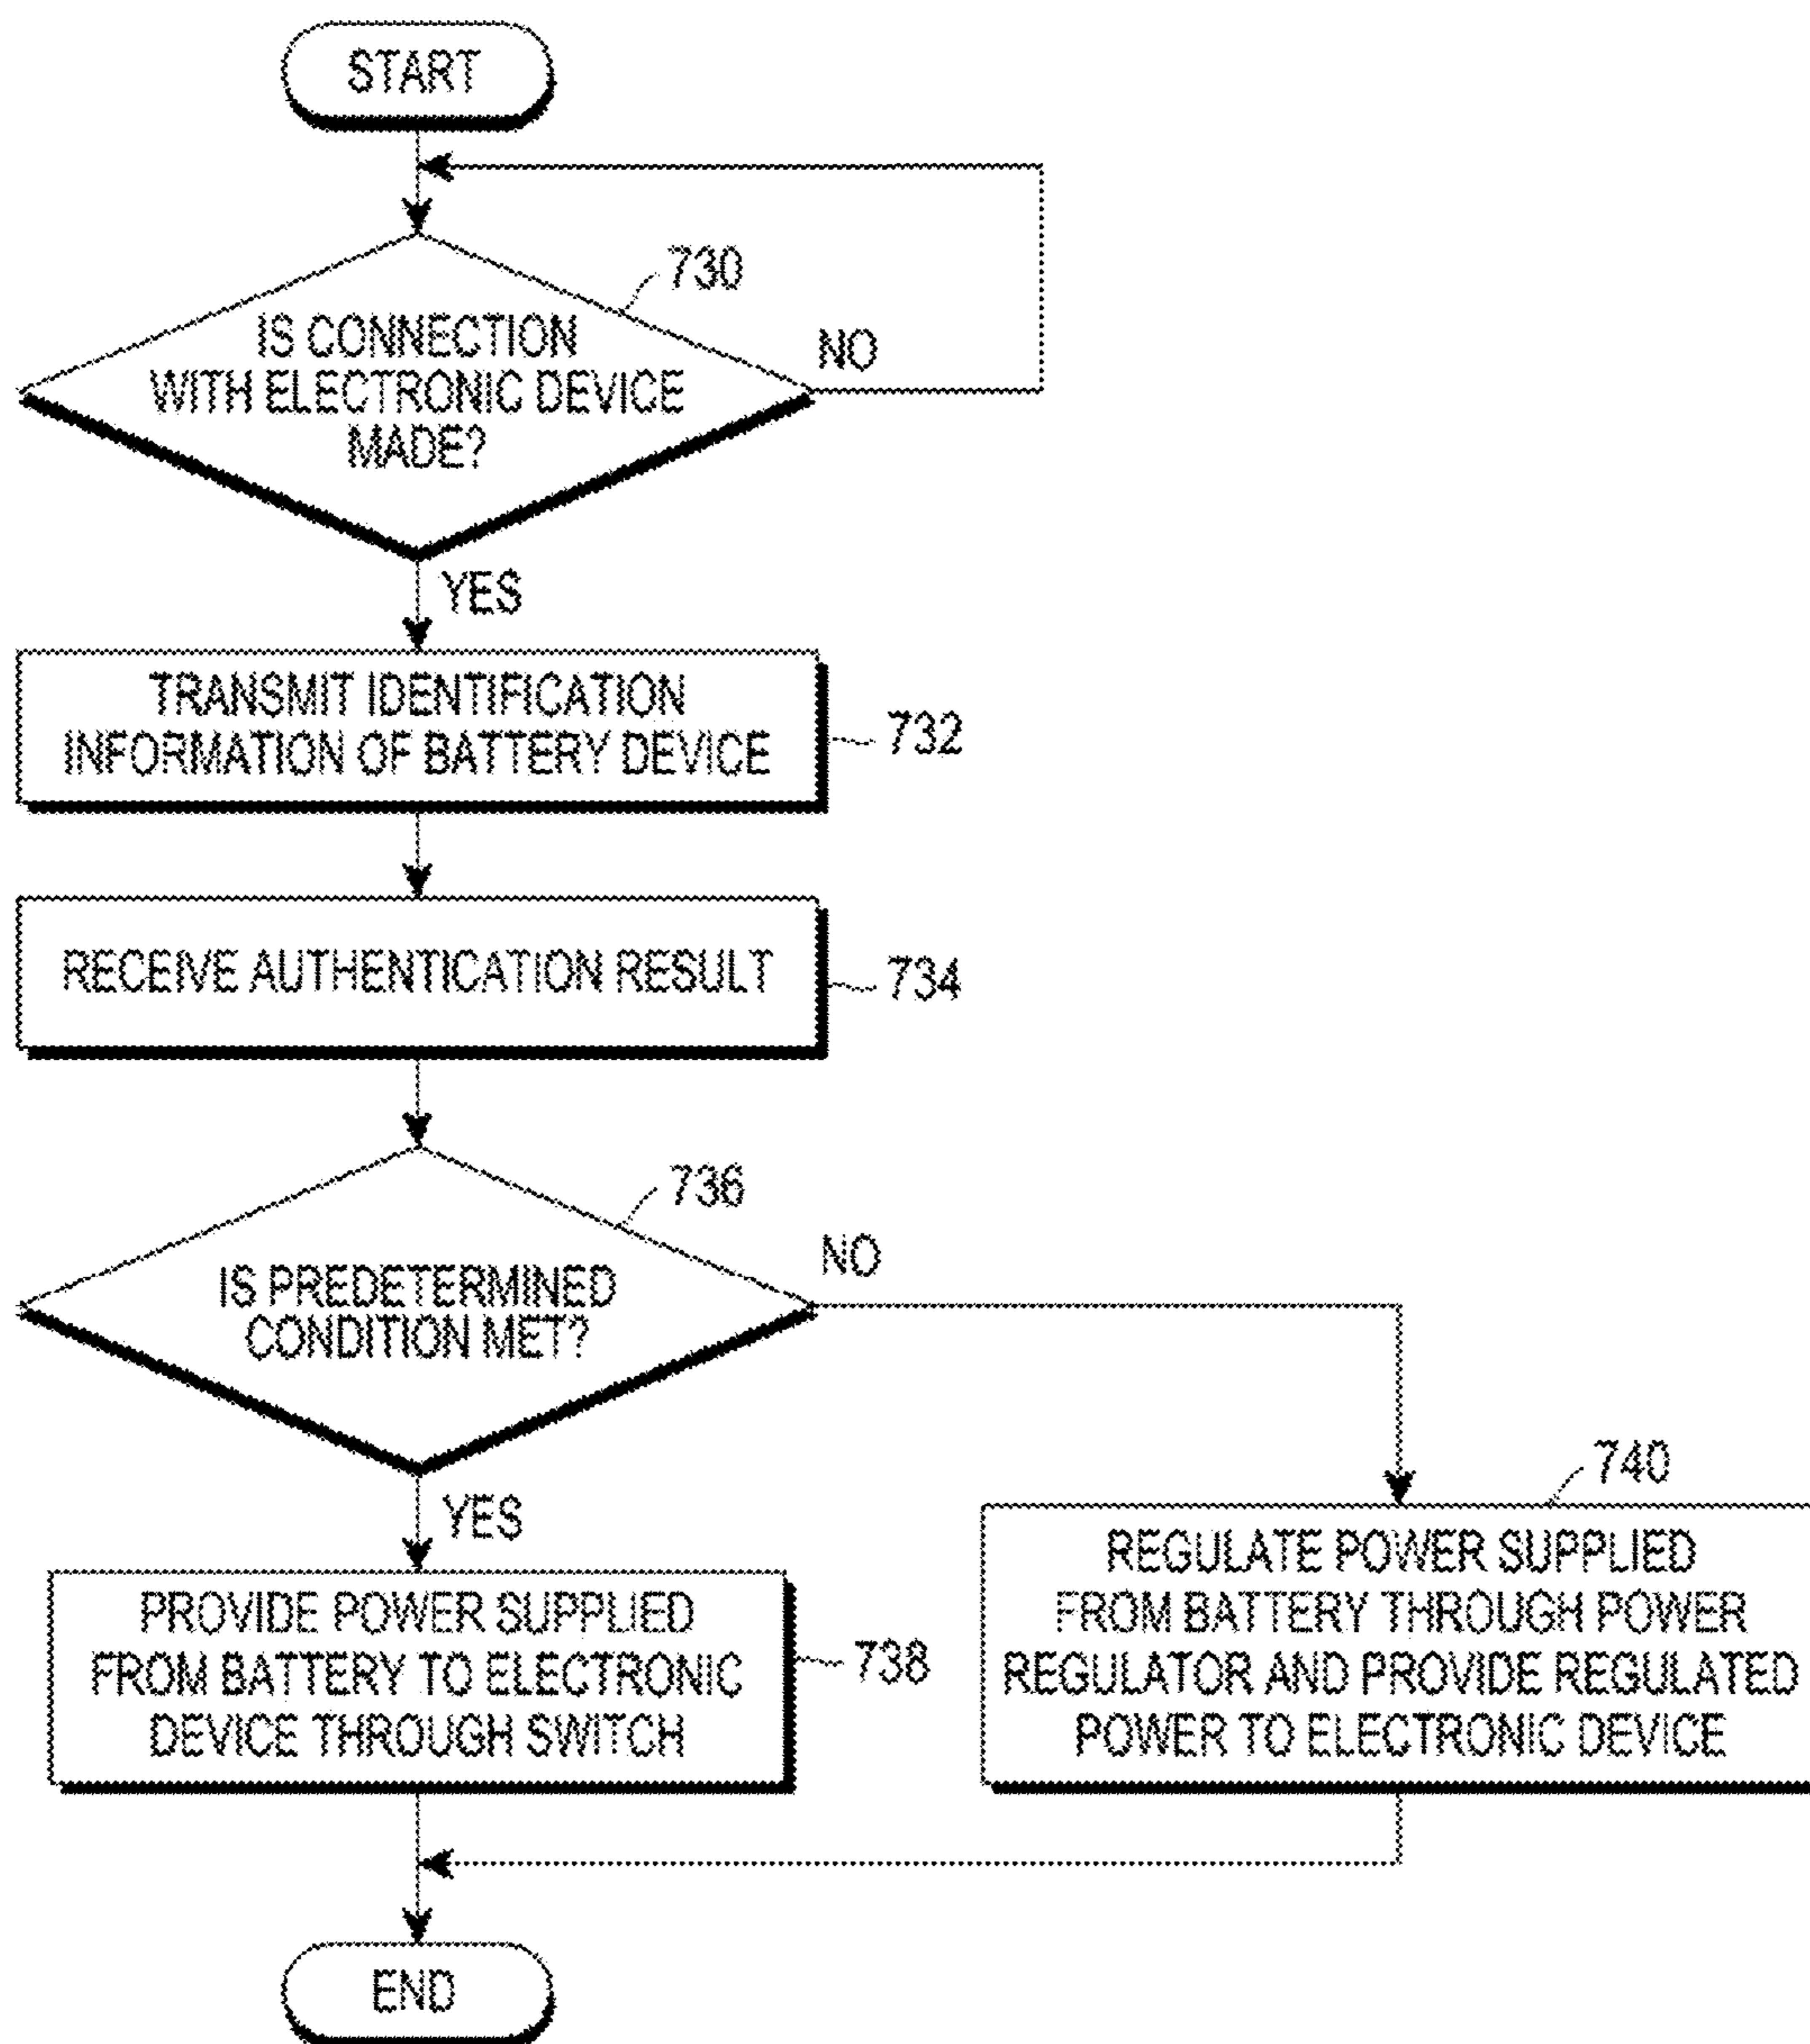 START
730
IS CONNECTION
WITH ELECTRONIC DEVICE
MADE?
NO
YES
TRANSMIT IDENTIFICATION
INFORMATION OF BATTERY DEVICE
732
RECEIVE AUTHENTICATION RESULT
734
736
IS PREDETERMINED
CONDITION MET?
NO
YES
PROVIDE POWER SUPPLIED
FROM BATTERY TO ELECTRONIC
DEVICE THROUGH SWITCH
738
740
REGULATE POWER SUPPLIED
FROM BATTERY THROUGH POWER
REGULATOR AND PROVIDE REGULATED
POWER TO ELECTRONIC DEVICE
END